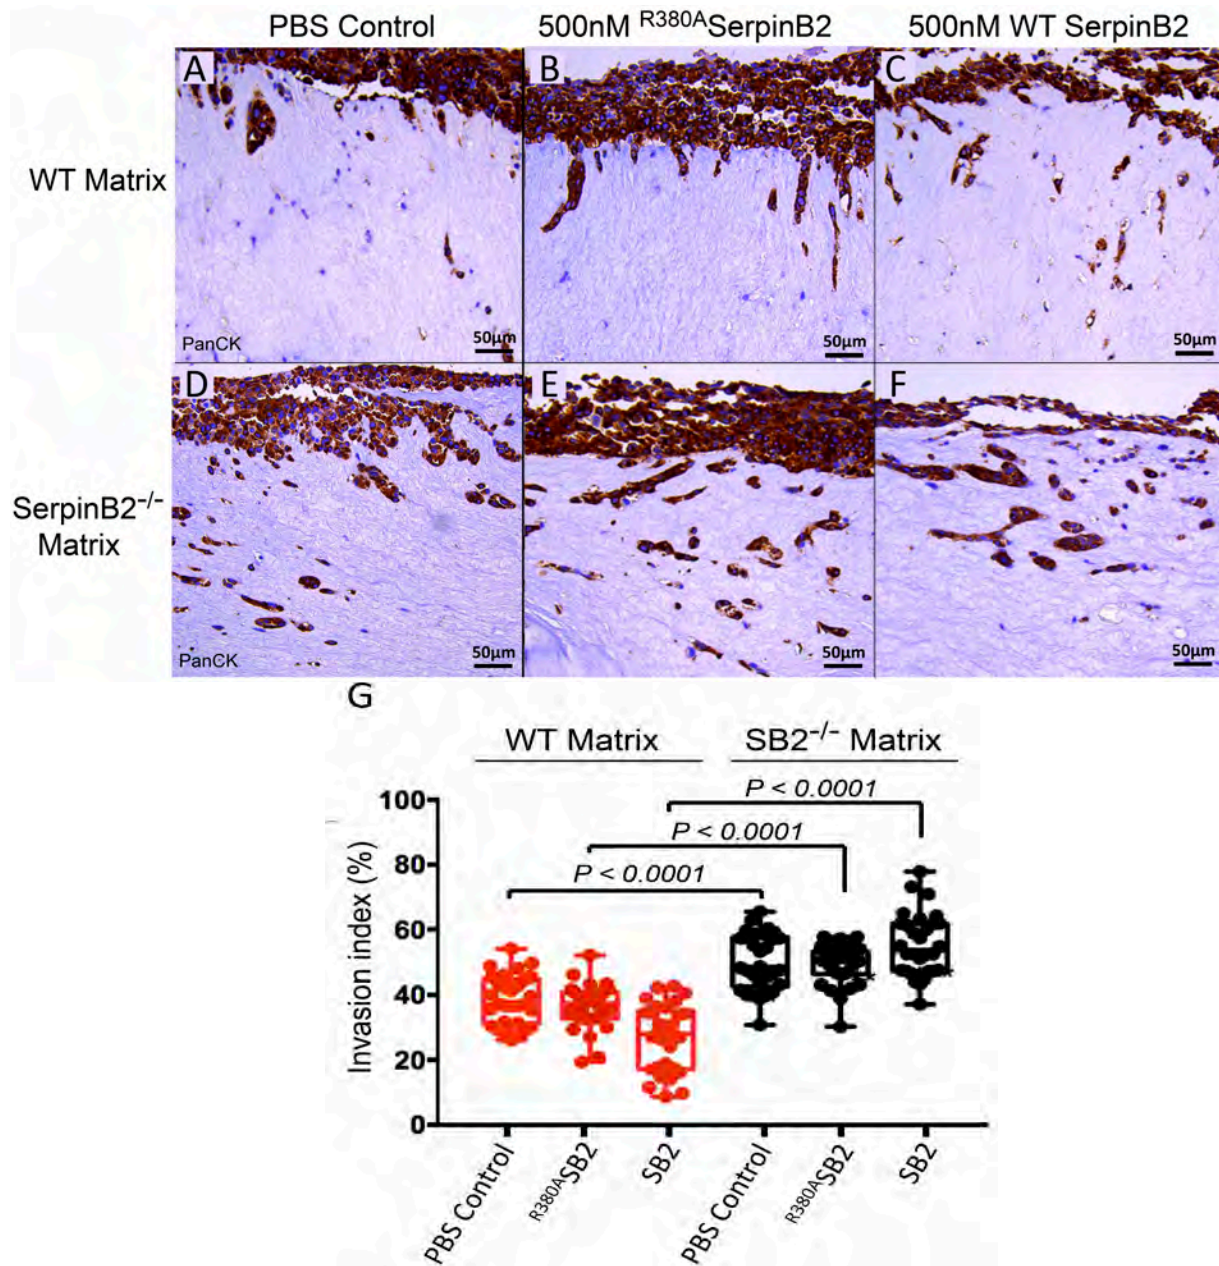 PBS Control 500nM R380ASerpinB2 500nM WT SerpinB2
A B C
WT Matrix
PanCK 50µm 50µm 50µm
D E F
SerpinB2-/-
Matrix
PanCK 50µm 50µm 50µm
G
WT Matrix SB2-/- Matrix
P < 0.0001
P < 0.0001
P < 0.0001
Invasion index (%)
100
80
60
40
20
0
PBS Control R380ASB2 SB2 PBS Control R380ASB2 SB2